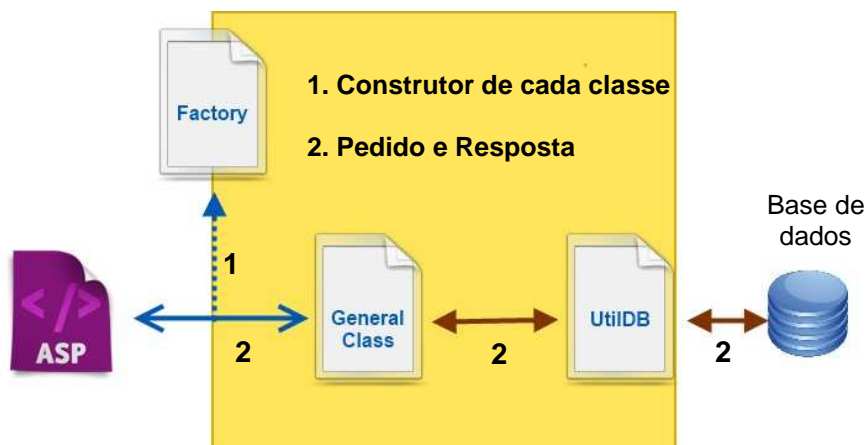 Factory
1. Construtor de cada classe
2. Pedido e Resposta
Base de
dados
1
</>
ASP
2
General
Class
2
UtilDB
2